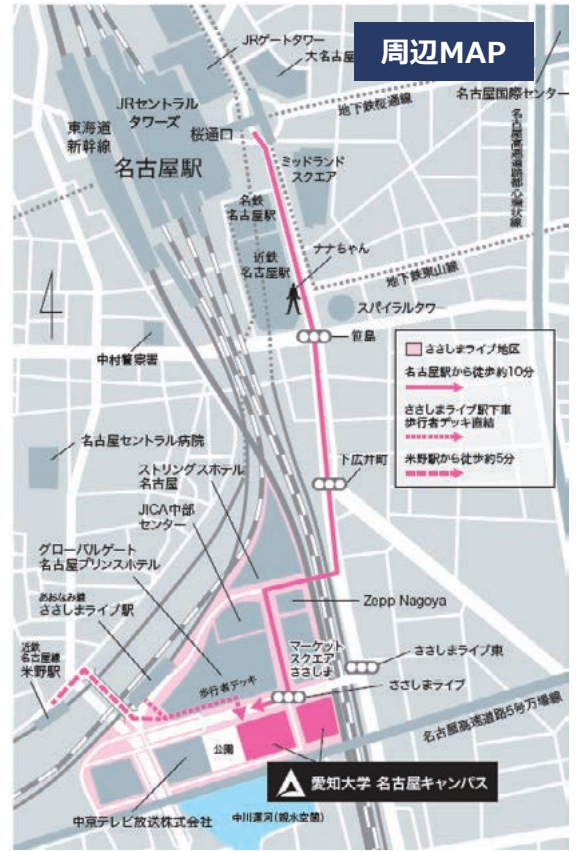 周辺MAP
JRゲートタワー
大名古屋
名古屋国際センター
地下鉄桜通線
JRセントラル
タワーズ
東海道
新幹線
桜通口
名古屋駅
ミッドランド
スクエア
名古屋高速道路都心環状線
名鉄
名古屋駅
近鉄
名古屋駅
ナナちゃん
地下鉄東山線
スパイラルタワー
笹島
中村警察署
ささしまライブ地区
名古屋駅から徒歩約10分
ささしまライブ駅下車
歩行者デッキ直結
米野駅から徒歩約5分
名古屋セントラル病院
下広井町
ストリングスホテル
名古屋
JICA中部
センター
グローバルゲート
名古屋プリンスホテル
Zepp Nagoya
あおなみ線
ささしまライブ駅
マーケット
スクエア
ささしま
ささしまライブ東
近鉄
名古屋線
米野駅
歩行者デッキ
ささしまライブ
名古屋高速道路5号万場線
公園
愛知大学 名古屋キャンパス
中京テレビ放送株式会社
中川運河(親水空間)